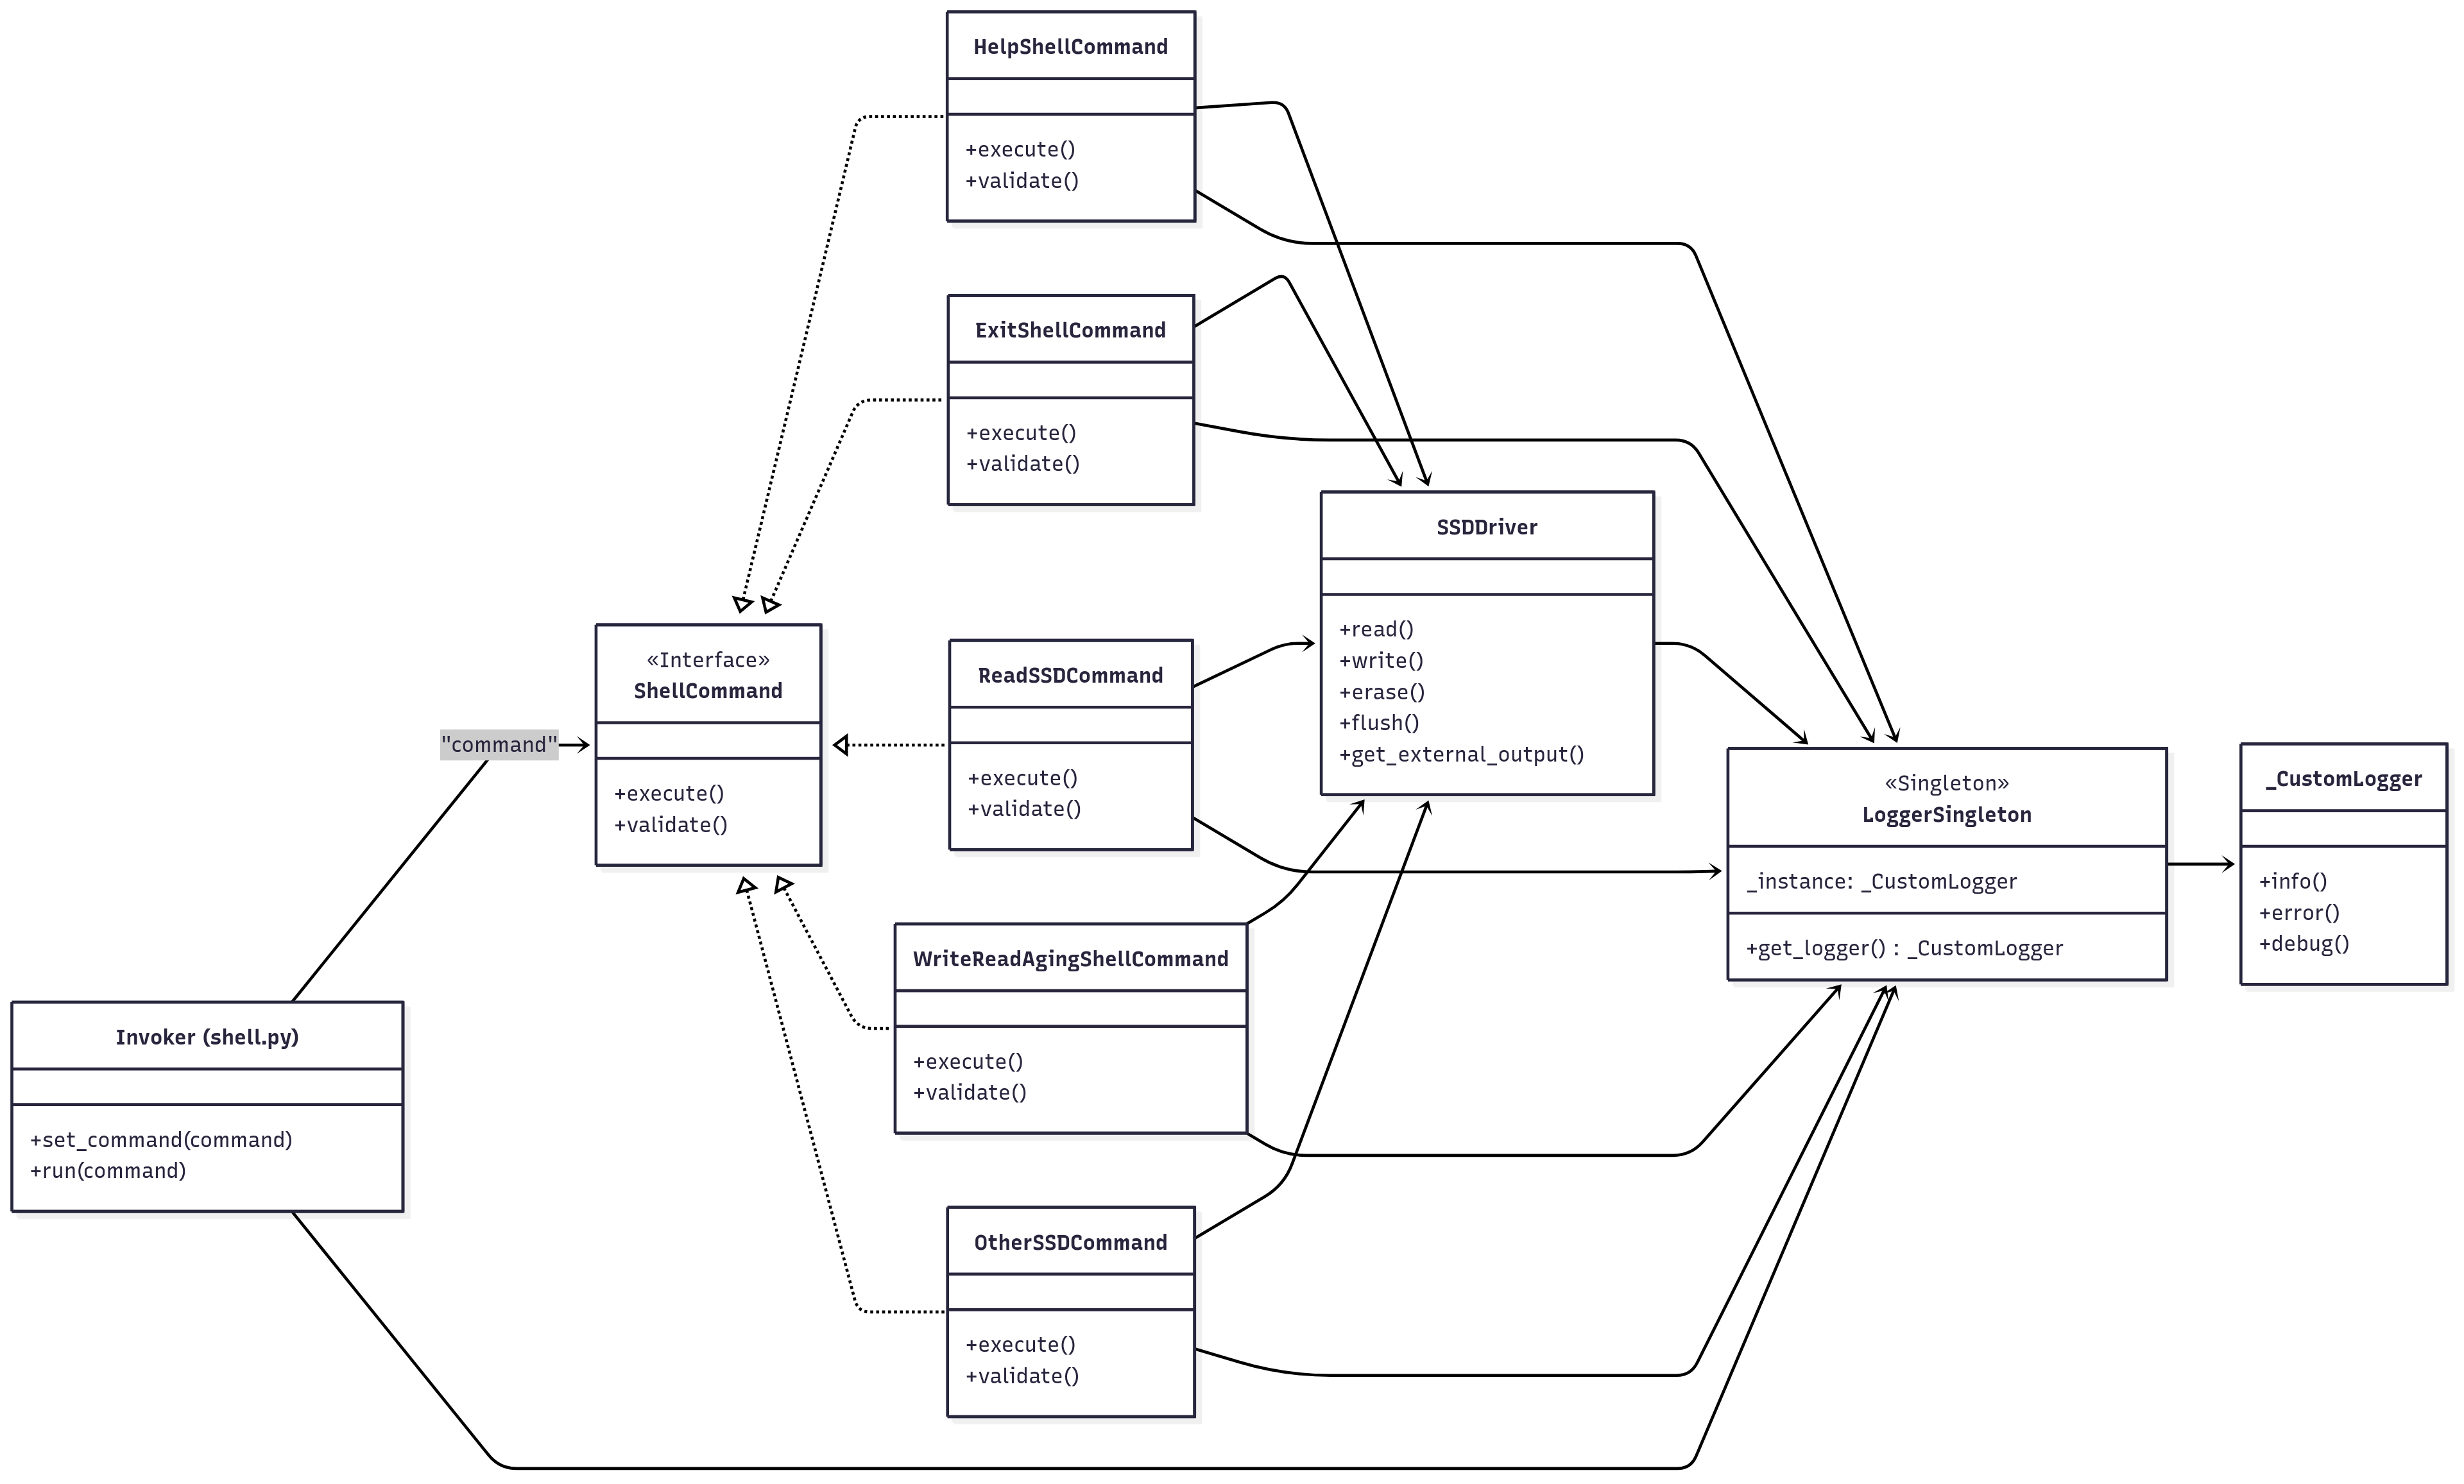 HelpShellCommand
+execute()
+validate()
ExitShellCommand
+execute()
+validate()
SSDDriver
+read()
+write()
+erase()
+flush()
+get_external_output()
«Interface»
ShellCommand
+execute()
+validate()
ReadSSDCommand
+execute()
+validate()
"command"
«Singleton»
LoggerSingleton
_instance: _CustomLogger
+get_logger() : _CustomLogger
_CustomLogger
+info()
+error()
+debug()
WriteReadAgingShellCommand
+execute()
+validate()
Invoker (shell.py)
+set_command(command)
+run(command)
OtherSSDCommand
+execute()
+validate()